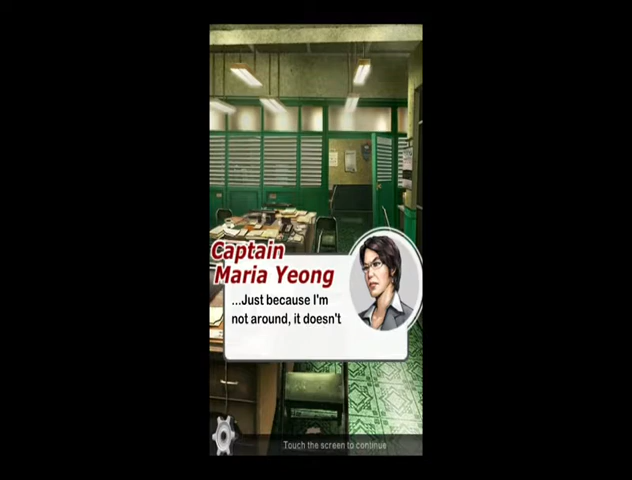 Captain
Maria Yeong
...Just because I'm
not around, it doesn't
Touch the screen to continue